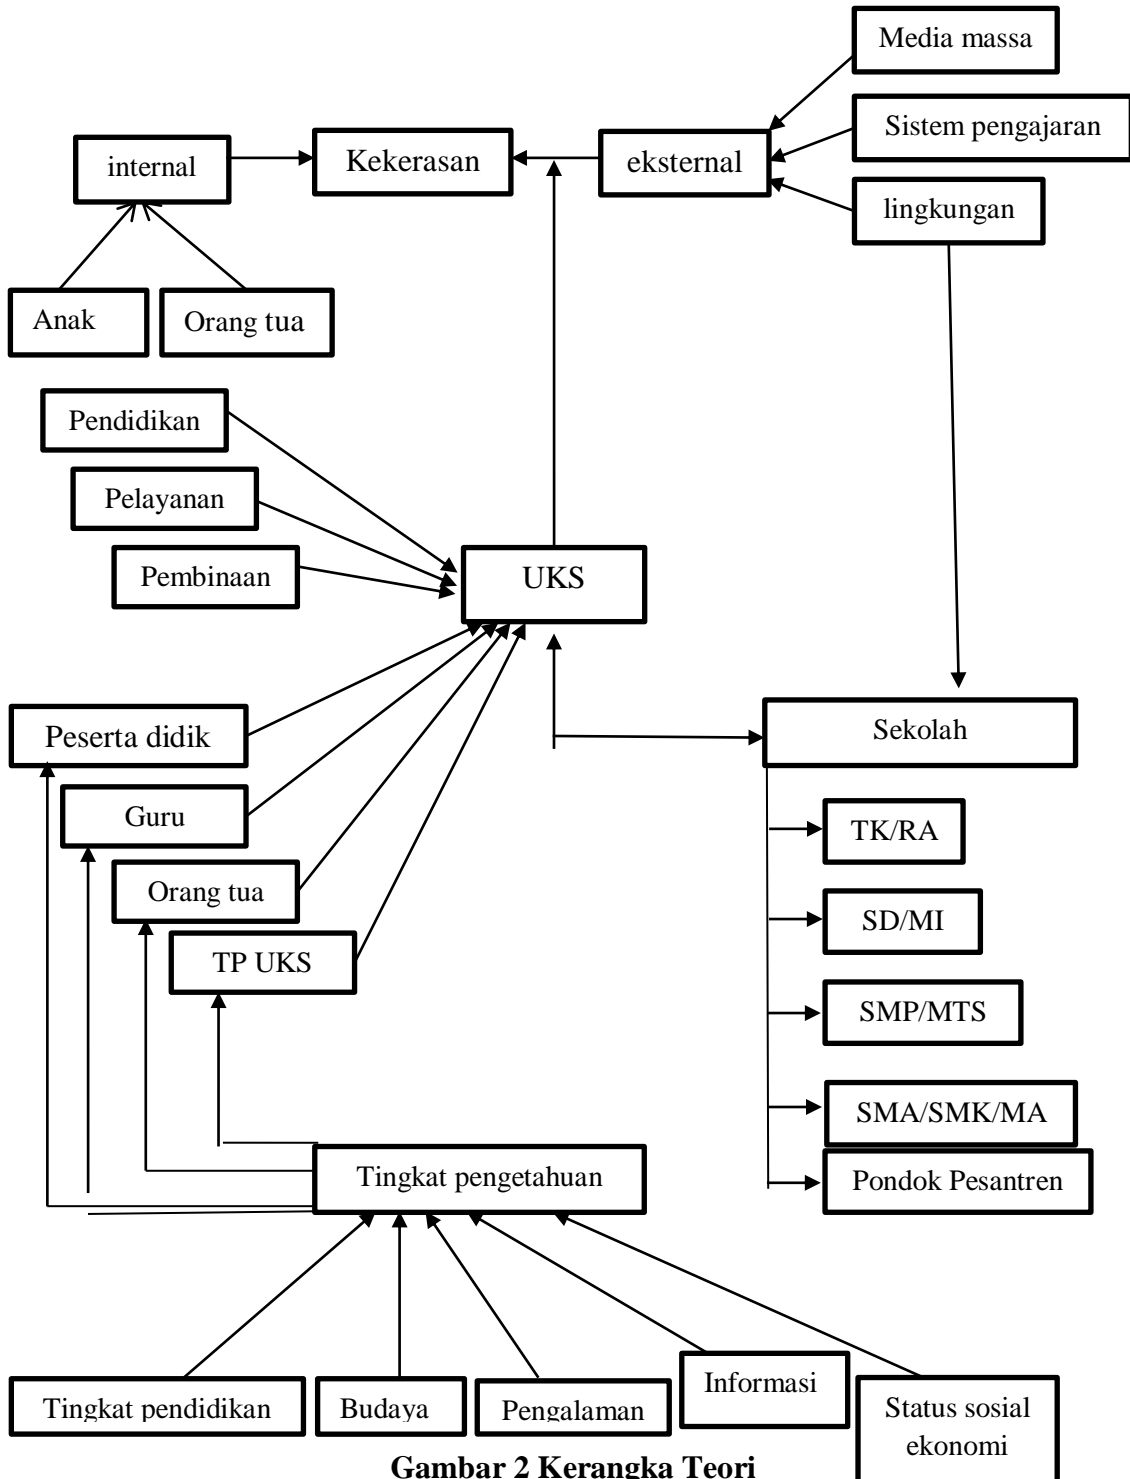 Media massa
Sistem pengajaran
internal
Kekerasan
eksternal
lingkungan
Anak
Orang tua
Pendidikan
Pelayanan
Pembinaan
UKS
Peserta didik
Sekolah
Guru
TK/RA
Orang tua
SD/MI
TP UKS
SMP/MTS
SMA/SMK/MA
Tingkat pengetahuan
Pondok Pesantren
Tingkat pendidikan
Budaya
Pengalaman
Informasi
Status sosial
ekonomi
Gambar 2 Kerangka Teori